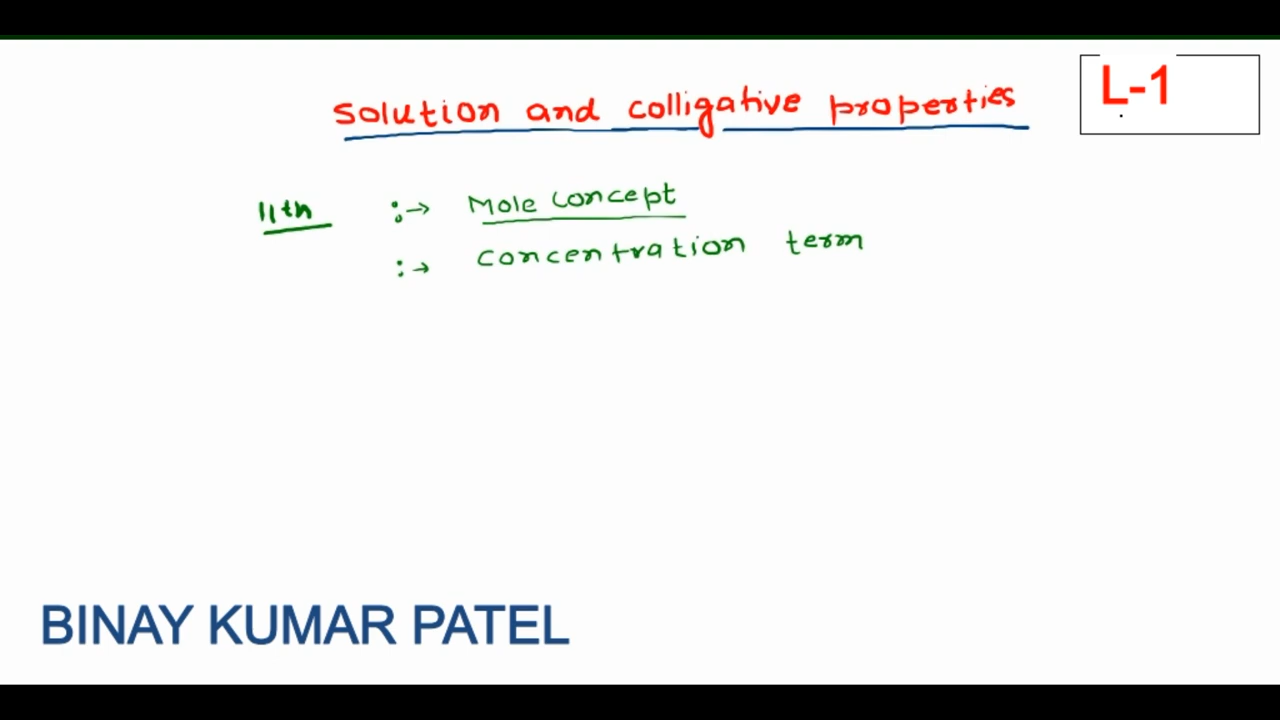 L-1
Solution and colligative properties
11th :→ Mole concept
:→ concentration term
BINAY KUMAR PATEL